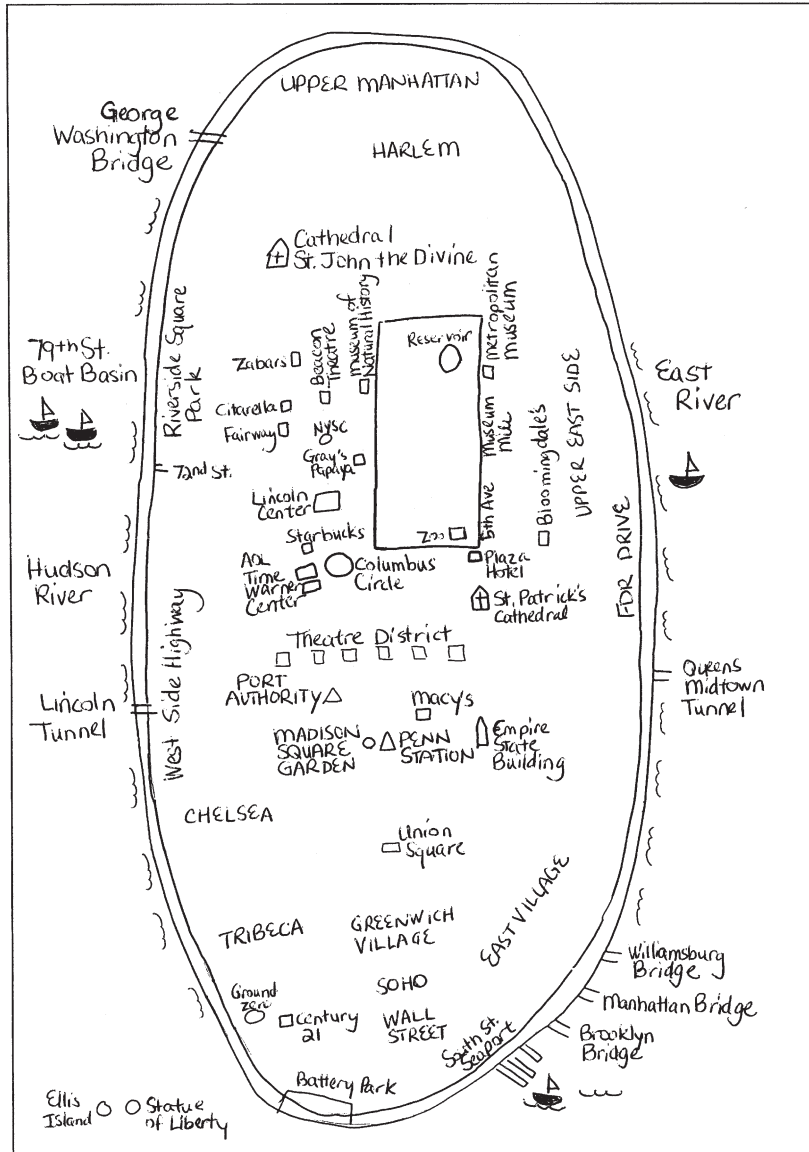 UPPER MANHATTAN
George
Washington
Bridge
HARLEM
Cathedral
St. John the Divine
79th St.
Boat Basin
Riverside Square
Park
Zabars
Beacon
Theatre
museum of
Natural History
Reservoir
metropolitan
museum
Citarella
Fairway
NYSC
Gray's
Papaya
72nd St.
Museum
Mile
Bloomingdale's
UPPER EAST SIDE
East
River
Lincoln
Center
Starbucks
Zoo
5th Ave
Plaza
Hotel
AOL
Time
Warner
Center
Columbus
Circle
St. Patrick's
Cathedral
FDR DRIVE
Hudson
River
West Side Highway
Theatre District
PORT
AUTHORITY
Macy's
Lincoln
Tunnel
Queens
Midtown
Tunnel
MADISON
SQUARE
GARDEN
PENN
STATION
Empire
State
Building
CHELSEA
Union
Square
TRIBECA
GREENWICH
VILLAGE
EAST VILLAGE
Williamsburg
Bridge
Manhattan Bridge
Brooklyn
Bridge
SOHO
Ground
zero
Century
21
WALL
STREET
South St.
Seaport
Battery Park
Ellis
Island
Statue
of Liberty